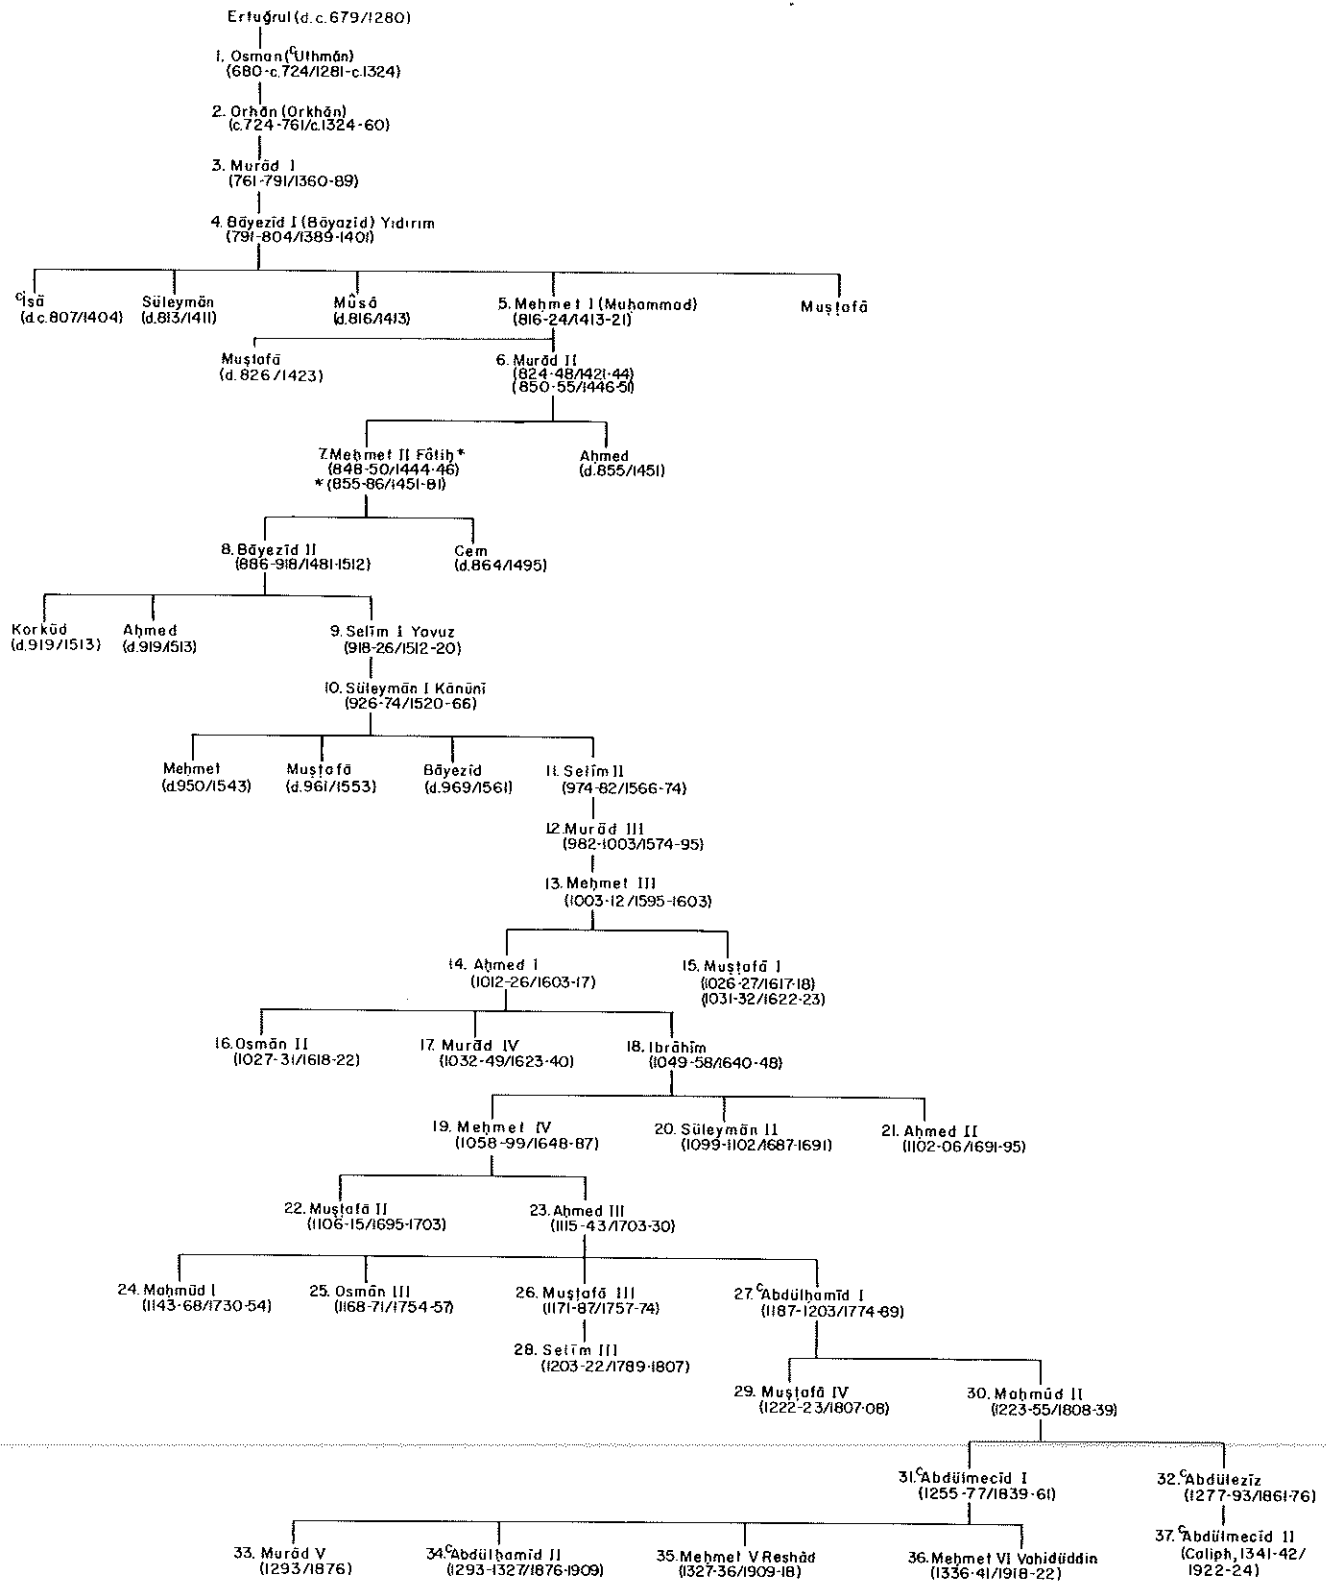 Ertuğrul (d.c.679/1280)
1. Osman (ʿUthmān)
(680-c.724/1281-c.1324)
2. Orhān (Orkhān)
(c.724-761/c.1324-60)
3. Murād I
(761-791/1360-89)
4. Bāyezīd I (Bāyazīd) Yıdırım
(791-804/1389-1401)
ʿĪsā
(d.c.807/1404)
Süleymān
(d.813/1411)
Mûsā
(d.816/1413)
5. Meḥmet I (Muḥammad)
(816-24/1413-21)
Muṣṭafā
Muṣṭafā
(d.826/1423)
6. Murād II
(824-48/1421-44)
(850-55/1446-51)
7. Meḥmet II Fātiḥ*
(848-50/1444-46)
*(855-86/1451-81)
Aḥmed
(d.855/1451)
8. Bāyezīd II
(886-918/1481-1512)
Cem
(d.864/1495)
Korkūd
(d.919/1513)
Aḥmed
(d.919/1513)
9. Selīm I Yavuz
(918-26/1512-20)
10. Süleymān I Kānūnī
(926-74/1520-66)
Meḥmet
(d.950/1543)
Muṣṭafā
(d.961/1553)
Bāyezīd
(d.969/1561)
11. Selīm II
(974-82/1566-74)
12. Murād III
(982-1003/1574-95)
13. Meḥmet III
(1003-12/1595-1603)
14. Aḥmed I
(1012-26/1603-17)
15. Muṣṭafā I
(1026-27/1617-18)
(1031-32/1622-23)
16. Osmān II
(1027-31/1618-22)
17. Murād IV
(1032-49/1623-40)
18. Ibrāhīm
(1049-58/1640-48)
19. Meḥmet IV
(1058-99/1648-87)
20. Süleymān II
(1099-1102/1687-1691)
21. Aḥmed II
(1102-06/1691-95)
22. Muṣṭafā II
(1106-15/1695-1703)
23. Aḥmed III
(1115-43/1703-30)
24. Maḥmūd I
(1143-68/1730-54)
25. Osmān III
(1168-71/1754-57)
26. Muṣṭafā III
(1171-87/1757-74)
27. ʿAbdülḥamīd I
(1187-1203/1774-89)
28. Selīm III
(1203-22/1789-1807)
29. Muṣṭafā IV
(1222-23/1807-08)
30. Maḥmūd II
(1223-55/1808-39)
31. ʿAbdülmecīd I
(1255-77/1839-61)
32. ʿAbdülezīz
(1277-93/1861-76)
33. Murād V
(1293/1876)
34. ʿAbdülḥamīd II
(1293-1327/1876-1909)
35. Meḥmet V Reshād
(1327-36/1909-18)
36. Meḥmet VI Vahidüddin
(1336-41/1918-22)
37. ʿAbdülmecīd II
(Caliph, 1341-42/
1922-24)